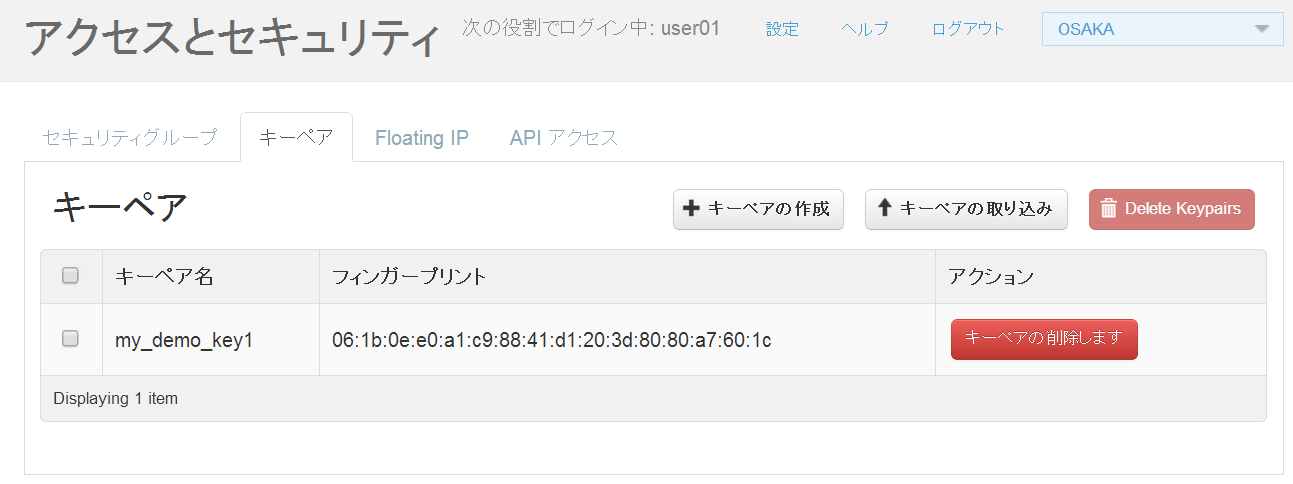 アクセスとセキュリティ 次の役割でログイン中: user01 設定 ヘルプ ログアウト OSAKA
セキュリティグループ キーペア Floating IP API アクセス
キーペア キーペアの作成 キーペアの取り込み Delete Keypairs
キーペア名 フィンガープリント アクション
my_demo_key1 06:1b:0e:e0:a1:c9:88:41:d1:20:3d:80:80:a7:60:1c キーペアの削除します
Displaying 1 item